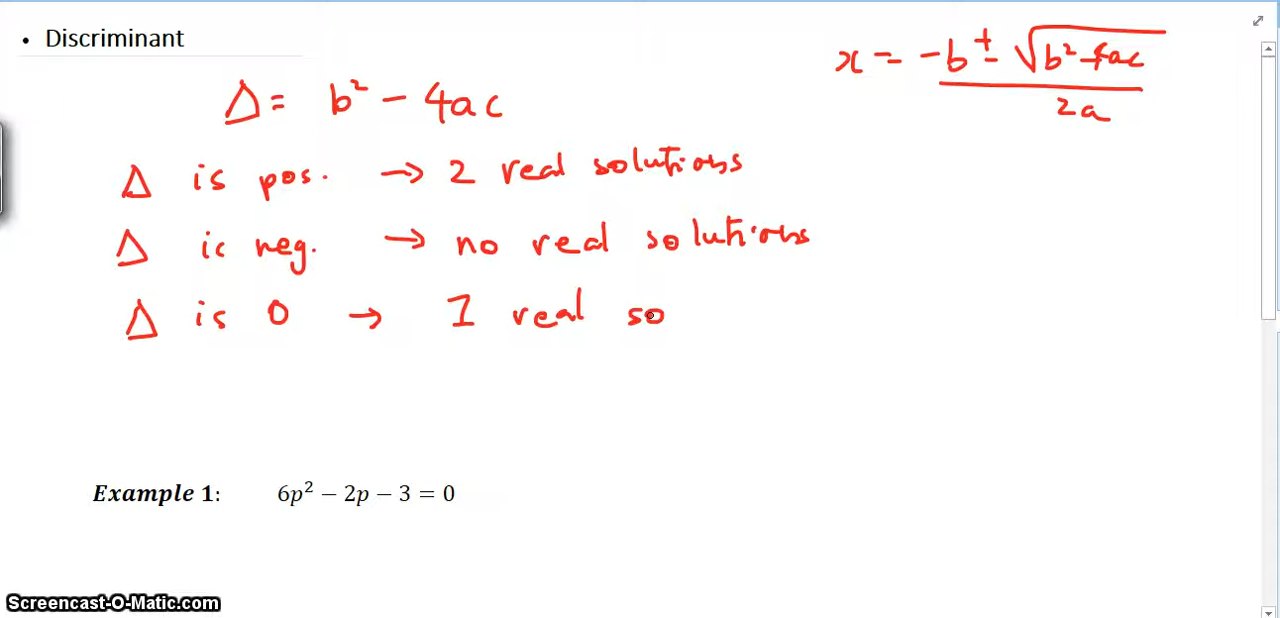 • Discriminant
x = -b ± √(b² - 4ac) / 2a
Δ = b² - 4ac
Δ is pos. → 2 real solutions
Δ is neg. → no real solutions
Δ is 0 → 1 real so
Example 1: 6p² − 2p − 3 = 0
Screencast-O-Matic.com